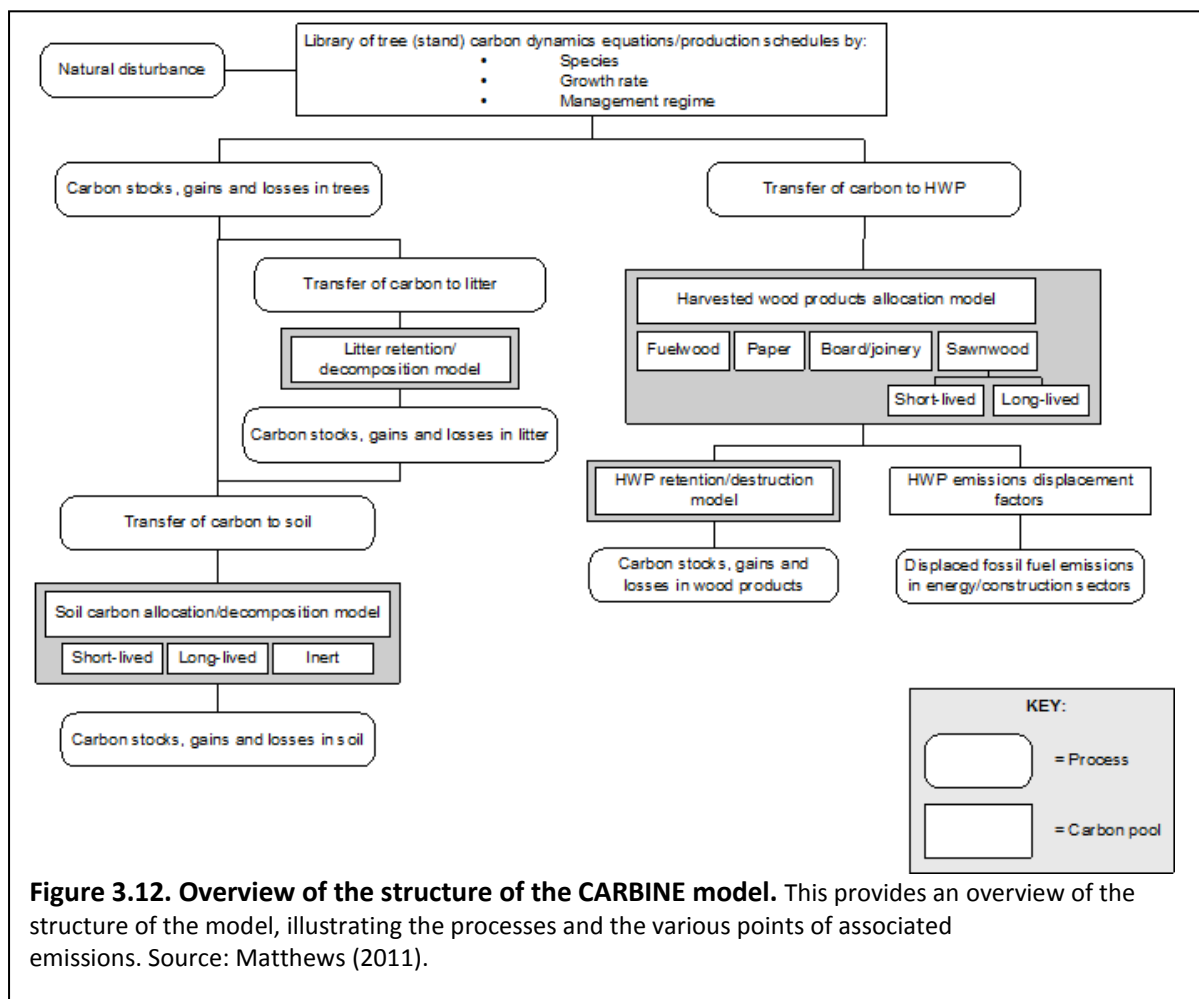 Library of tree (stand) carbon dynamics equations/production schedules by:
• Species
• Growth rate
• Management regime
Natural disturbance
Carbon stocks, gains and losses in trees
Transfer of carbon to HWP
Transfer of carbon to litter
Litter retention/
decomposition model
Carbon stocks, gains and losses in litter
Harvested wood products allocation model
Fuelwood
Paper
Board/joinery
Sawnwood
Short-lived
Long-lived
HWP retention/destruction
model
HWP emissions displacement
factors
Transfer of carbon to soil
Carbon stocks, gains and
losses in wood products
Displaced fossil fuel emissions
in energy/construction sectors
Soil carbon allocation/decomposition model
Short-lived
Long-lived
Inert
Carbon stocks, gains and losses in soil
KEY:
= Process
= Carbon pool
Figure 3.12. Overview of the structure of the CARBINE model. This provides an overview of the
structure of the model, illustrating the processes and the various points of associated
emissions. Source: Matthews (2011).